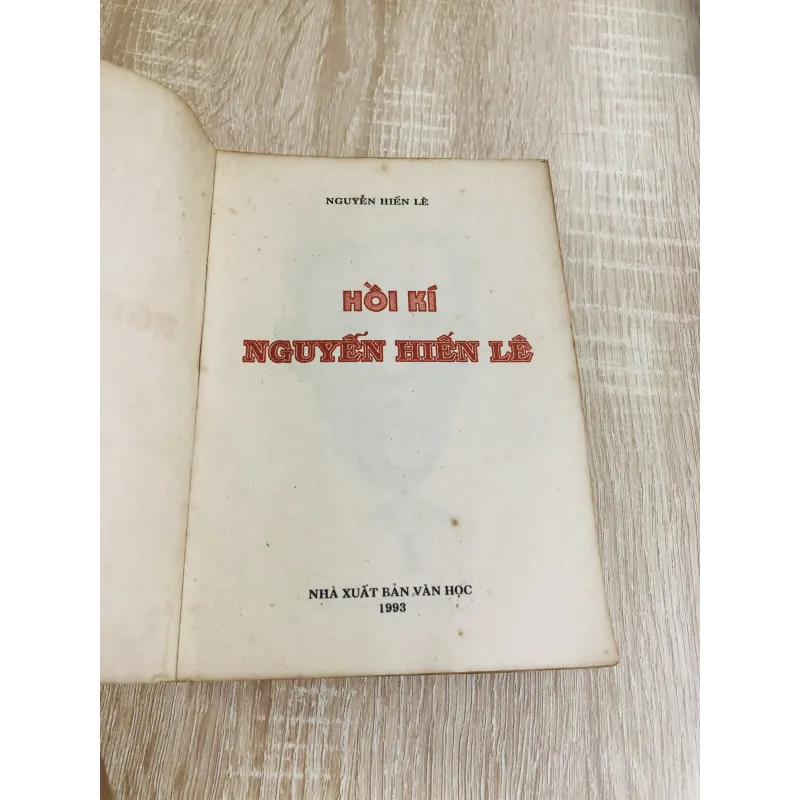 NGUYỄN HIẾN LÊ
HỒI KÍ
NGUYỄN HIẾN LÊ
NHÀ XUẤT BẢN VĂN HỌC
1993